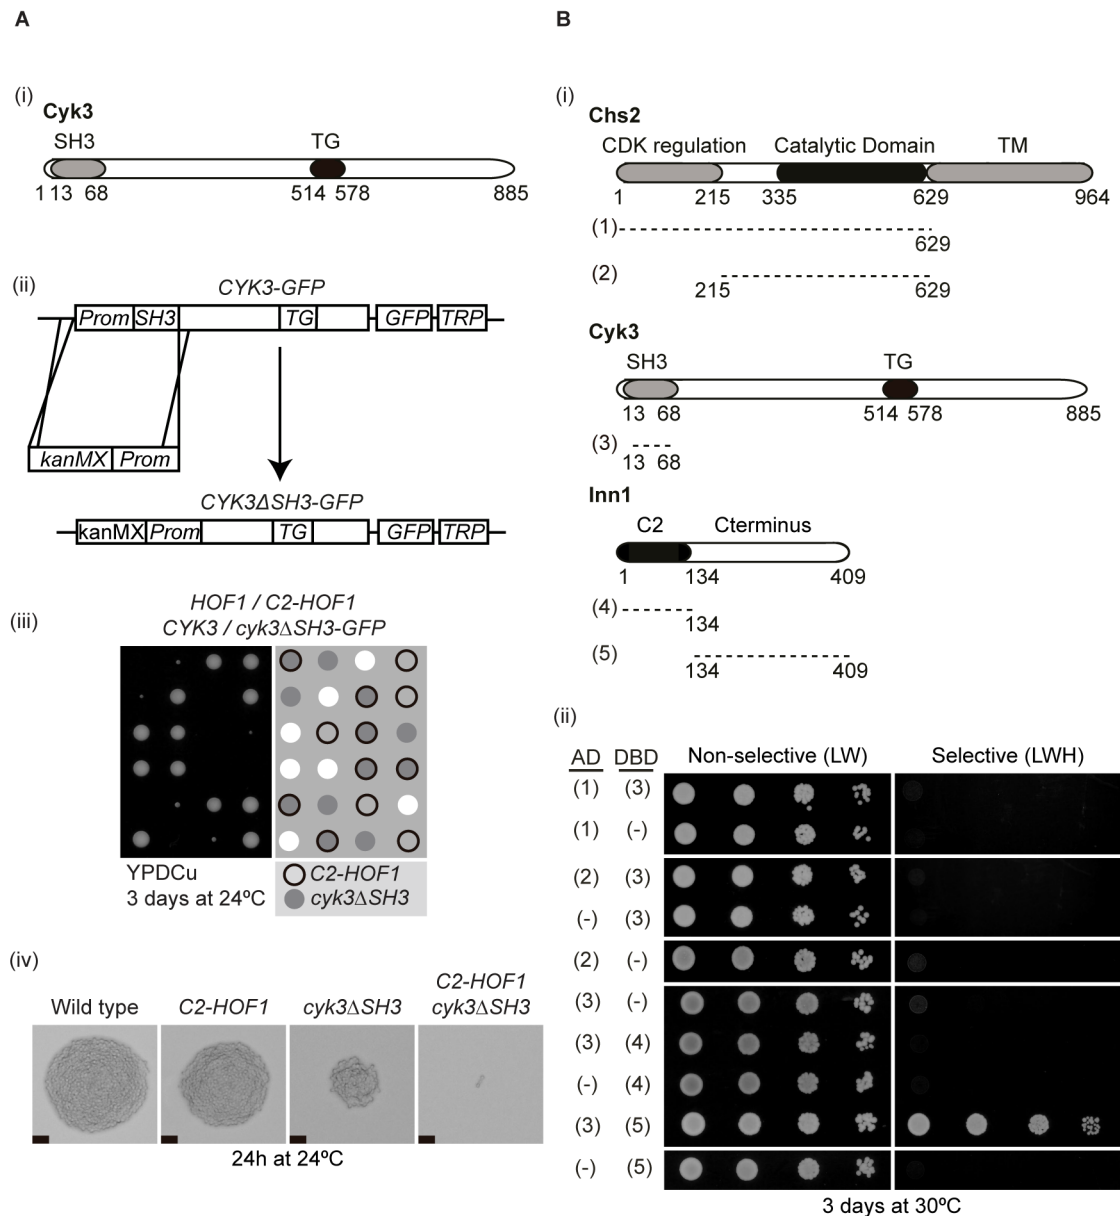 A
(i)
Cyk3
SH3 TG
1 13 68 514 578 885
(ii)
CYK3-GFP
Prom SH3 TG GFP TRP
kanMX Prom
CYK3ΔSH3-GFP
kanMX Prom TG GFP TRP
(iii)
HOF1 / C2-HOF1
CYK3 / cyk3ΔSH3-GFP
YPDCu
3 days at 24ºC
C2-HOF1
cyk3ΔSH3
(iv)
Wild type
C2-HOF1
cyk3ΔSH3
C2-HOF1
cyk3ΔSH3
24h at 24ºC
B
(i)
Chs2
CDK regulation Catalytic Domain TM
1 215 335 629 964
(1)
629
(2)
215 629
Cyk3
SH3 TG
13 68 514 578 885
(3)
13 68
Inn1
C2 Cterminus
1 134 409
(4)
134
(5)
134 409
(ii)
AD DBD Non-selective (LW) Selective (LWH)
(1) (3)
(1) (-)
(2) (3)
(-) (3)
(2) (-)
(3) (-)
(3) (4)
(-) (4)
(3) (5)
(-) (5)
3 days at 30ºC